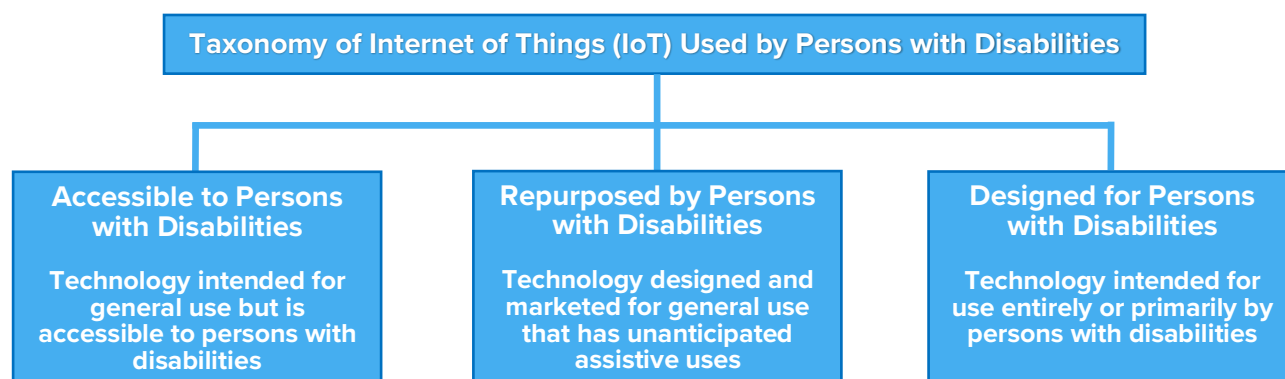 Taxonomy of Internet of Things (IoT) Used by Persons with Disabilities
Accessible to Persons
with Disabilities
Technology intended for
general use but is
accessible to persons with
disabilities
Repurposed by Persons
with Disabilities
Technology designed and
marketed for general use
that has unanticipated
assistive uses
Designed for Persons
with Disabilities
Technology intended for
use entirely or primarily by
persons with disabilities